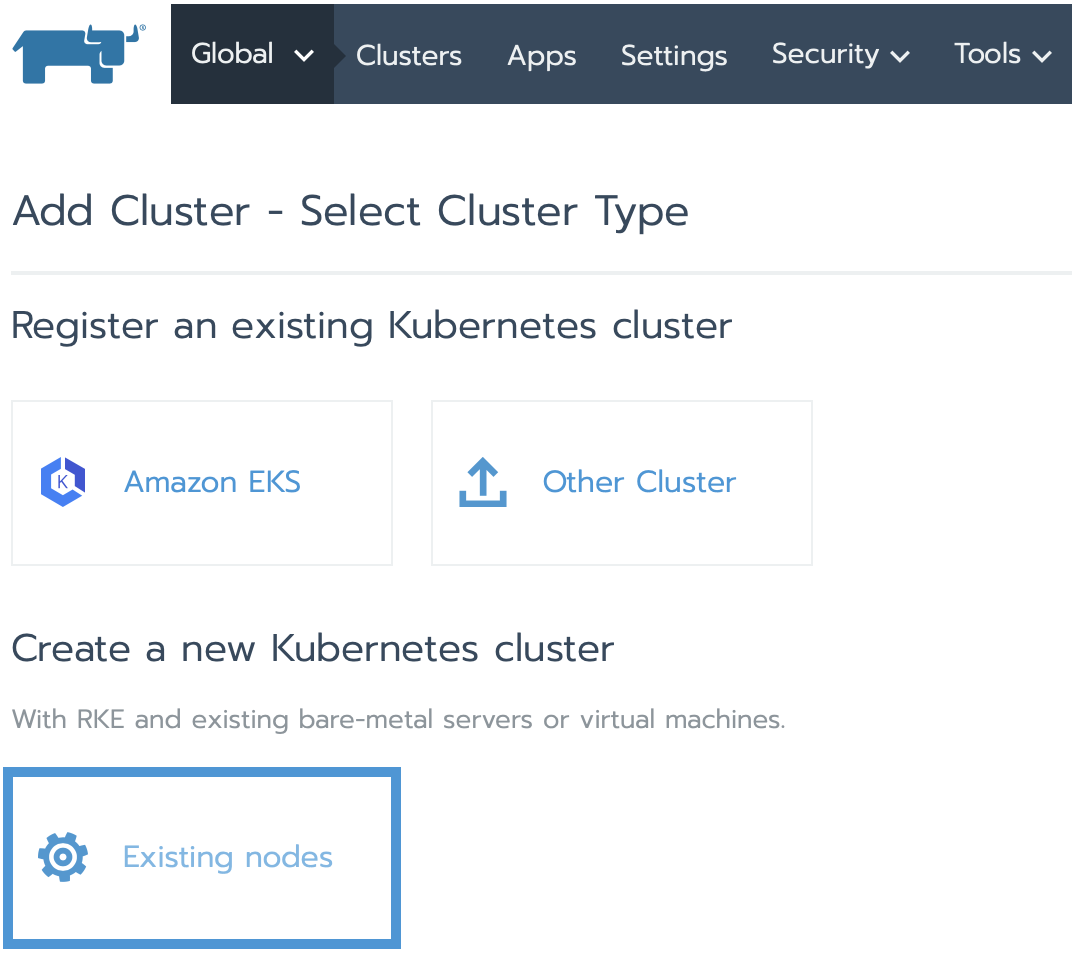 Global Clusters Apps Settings Security Tools
Add Cluster - Select Cluster Type
Register an existing Kubernetes cluster
K Amazon EKS Other Cluster
Create a new Kubernetes cluster
With RKE and existing bare-metal servers or virtual machines.
Existing nodes